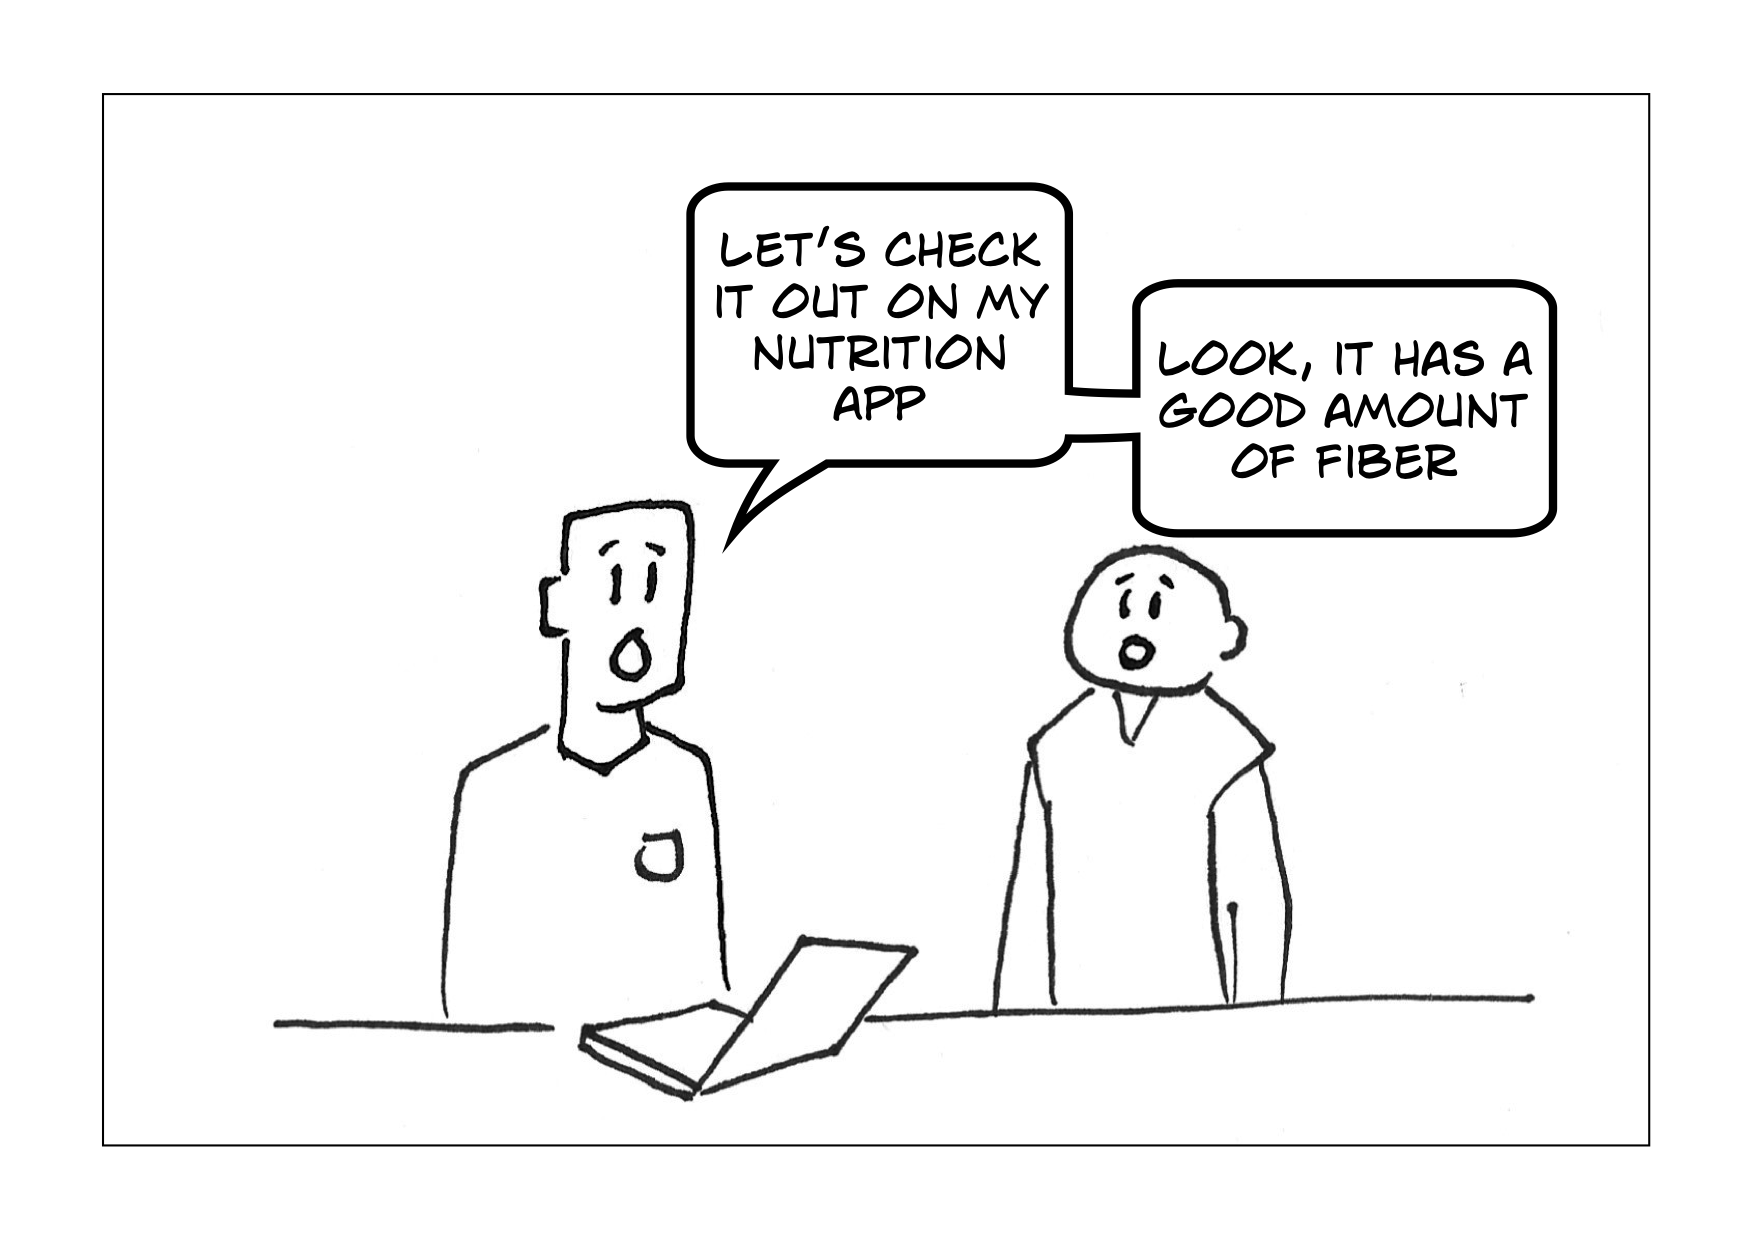 LET'S CHECK
IT OUT ON MY
NUTRITION
APP
LOOK, IT HAS A
GOOD AMOUNT
OF FIBER